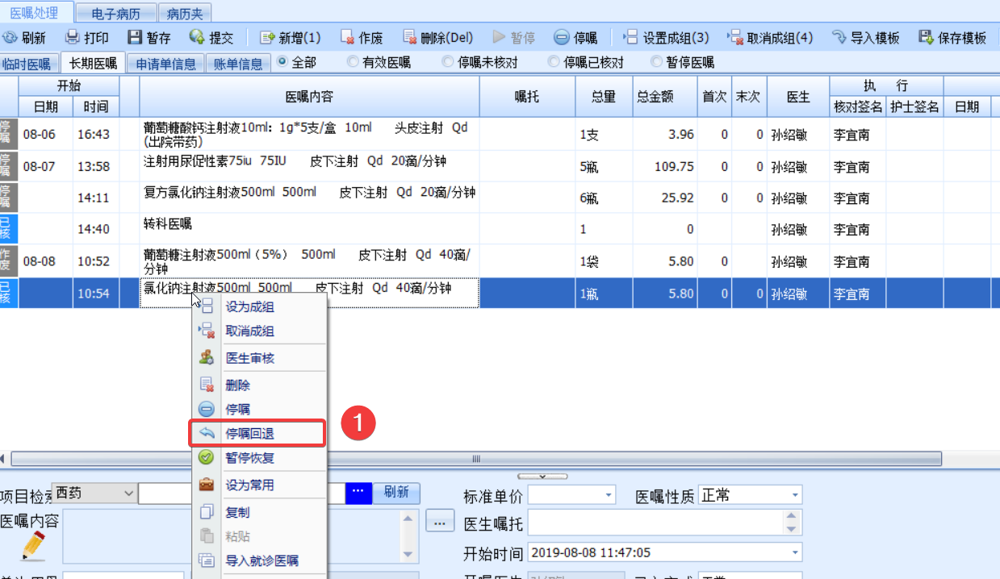 医嘱处理 电子病历 病历夹
刷新 打印 暂存 提交 新增(1) 作废 删除(Del) 暂停 停嘱 设置成组(3) 取消成组(4) 导入模板 保存模板
临时医嘱 长期医嘱 申请单信息 账单信息 全部 有效医嘱 停嘱未核对 停嘱已核对 暂停医嘱
开始 医嘱内容 嘱托 总量 总金额 首次 末次 医生 执 行
日期 时间 核对签名 护士签名 日期
停嘱 08-06 16:43 葡萄糖酸钙注射液10ml: 1g*5支/盒 10ml 头皮注射 Qd 1支 3.96 0 0 孙绍敏 李宜南
(出院带药)
停嘱 08-07 13:58 注射用尿促性素75iu 75IU 皮下注射 Qd 20滴/分钟 5瓶 109.75 0 0 孙绍敏 李宜南
停嘱 14:11 复方氯化钠注射液500ml 500ml 皮下注射 Qd 20滴/分钟 6瓶 25.92 0 0 孙绍敏 李宜南
已核 14:40 转科医嘱 1 0 孙绍敏 李宜南
作废 08-08 10:52 葡萄糖注射液500ml（5%） 500ml 皮下注射 Qd 40滴/ 1袋 5.80 0 孙绍敏 李宜南
分钟
已核 10:54 氯化钠注射液500ml 500ml 皮下注射 Qd 40滴/分钟 1瓶 5.80 0 0 孙绍敏 李宜南
设为成组
取消成组
医生审核
删除
停嘱
停嘱回退 1
暂停恢复
设为常用
复制
粘贴
导入就诊医嘱
项目检索 西药 ... 刷新 标准单价 医嘱性质 正常
医嘱内容 ... 医生嘱托
开始时间 2019-08-08 11:47:05